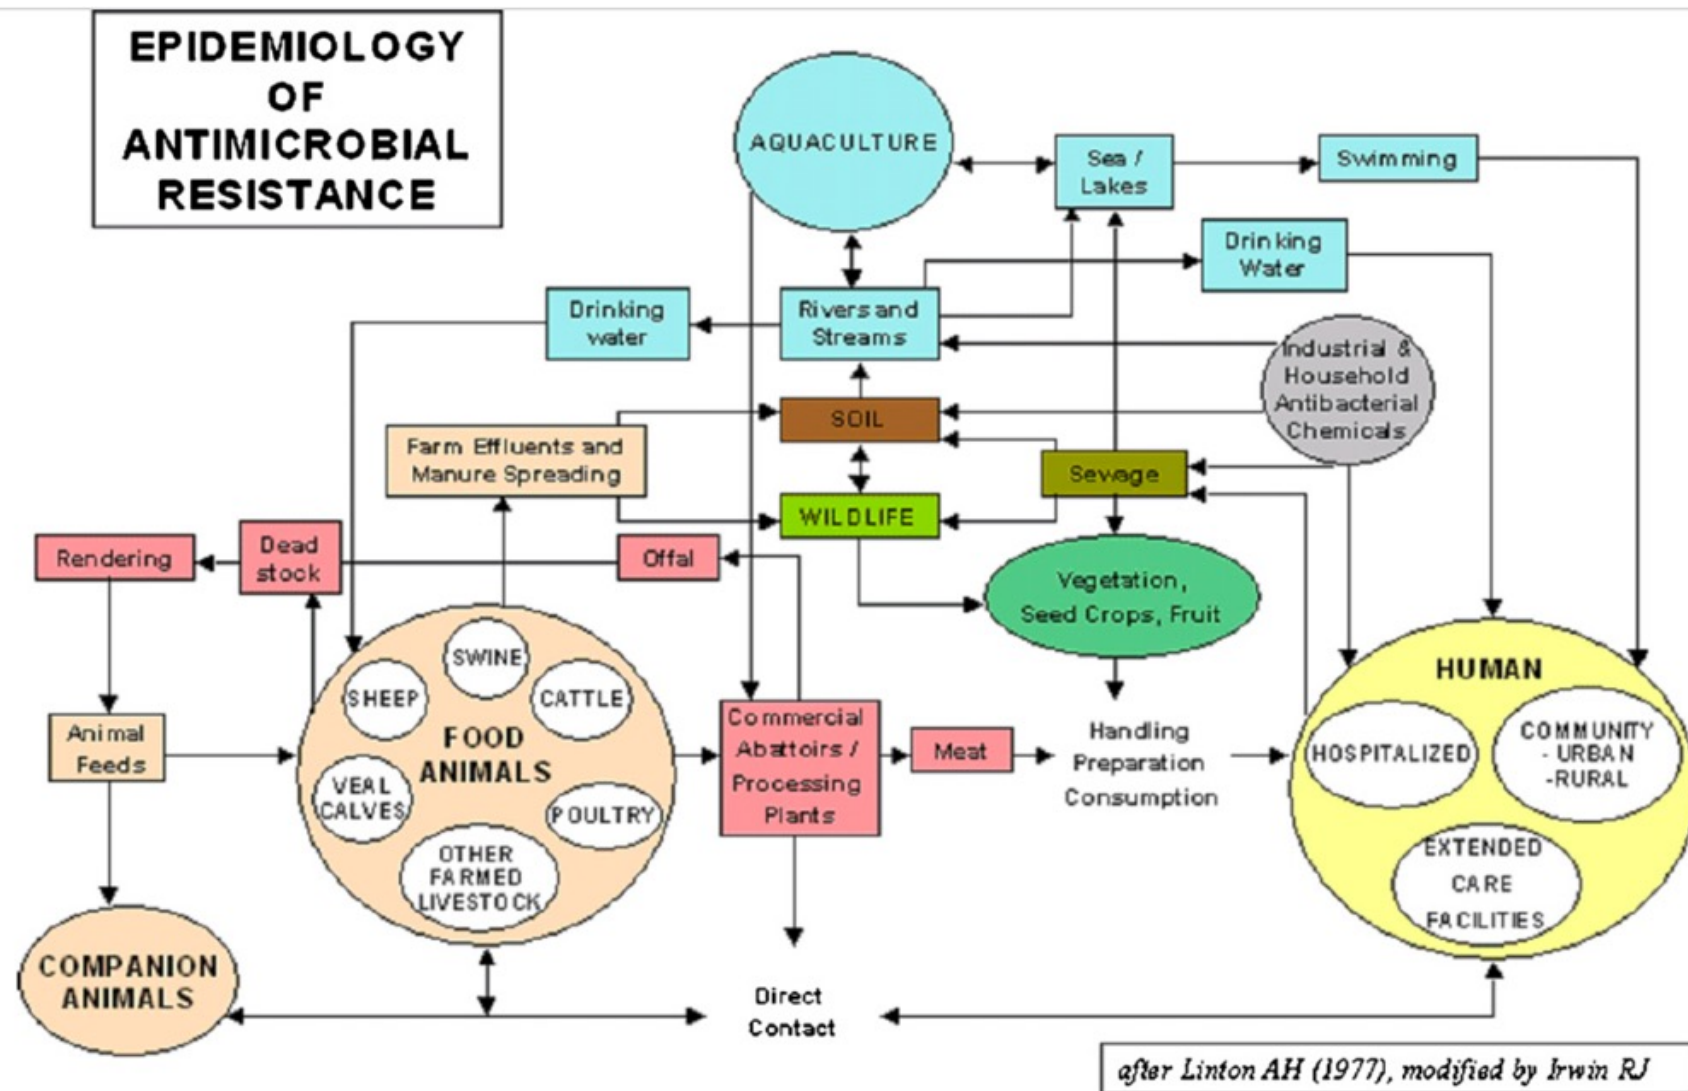 EPIDEMIOLOGY
OF
ANTIMICROBIAL
RESISTANCE
AQUACULTURE
Sea /
Lakes
Swimming
Drinking
Water
Drinking
water
Rivers and
Streams
Industrial &
Household
Antibacterial
Chemicals
SOIL
Farm Effluents and
Manure Spreading
Sewage
WILDLIFE
Rendering
Dead
stock
Offal
Vegetation,
Seed Crops, Fruit
SWINE
SHEEP
CATTLE
FOOD
ANIMALS
VEAL
CALVES
POULTRY
OTHER
FARMED
LIVESTOCK
Animal
Feeds
Commercial
Abattoirs /
Processing
Plants
Meat
Handling
Preparation
Consumption
HUMAN
HOSPITALIZED
COMMUNITY
- URBAN
-RURAL
EXTENDED
CARE
FACILITIES
COMPANION
ANIMALS
Direct
Contact
after Linton AH (1977), modified by Irwin RJ